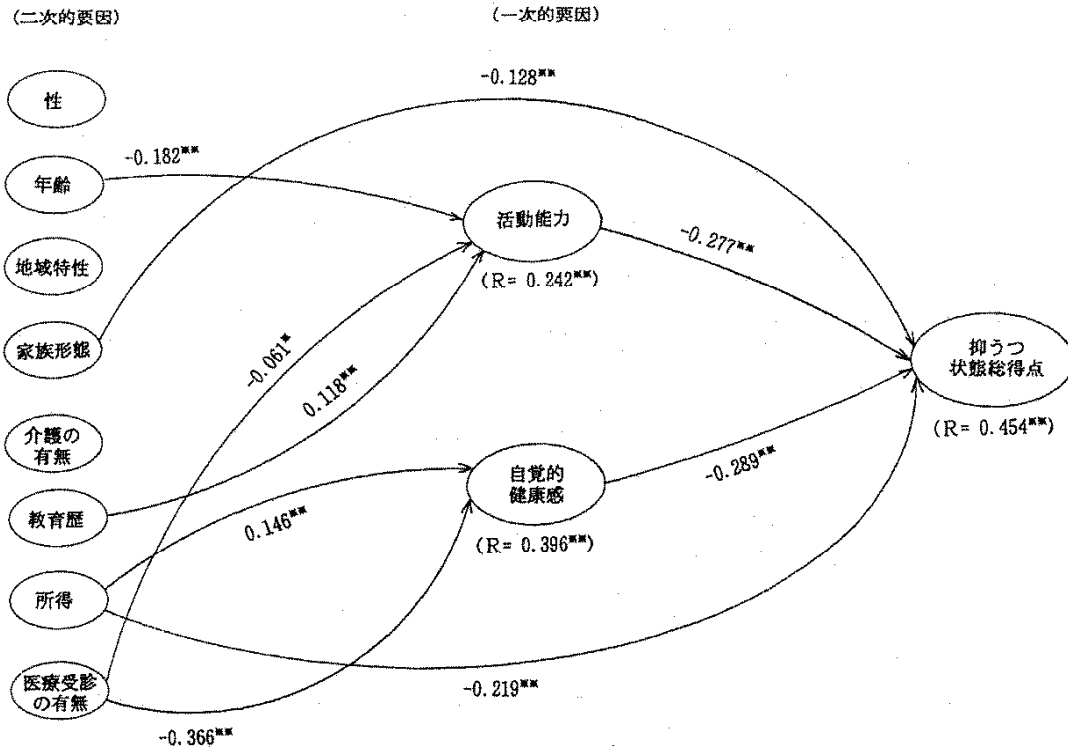 (二次的要因)
(一次的要因)
性
年齢
地域特性
家族形態
介護の
有無
教育歴
所得
医療受診
の有無
-0.128**
-0.182**
活動能力
(R= 0.242**)
-0.277**
-0.061*
0.118**
抑うつ
状態総得点
(R= 0.454**)
自覚的
健康感
(R= 0.396**)
-0.289**
0.146**
-0.219**
-0.366**